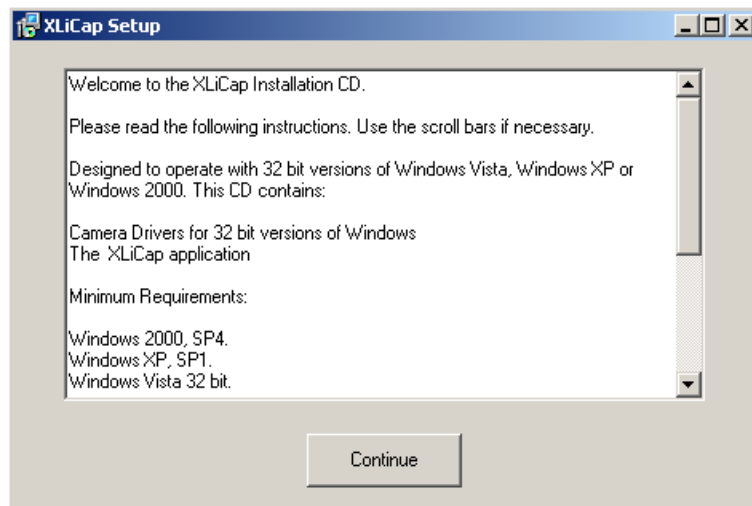 XLiCap Setup
Welcome to the XLiCap Installation CD.
Please read the following instructions. Use the scroll bars if necessary.
Designed to operate with 32 bit versions of Windows Vista, Windows XP or
Windows 2000. This CD contains:
Camera Drivers for 32 bit versions of Windows
The XLiCap application
Minimum Requirements:
Windows 2000, SP4.
Windows XP, SP1.
Windows Vista 32 bit.
Continue